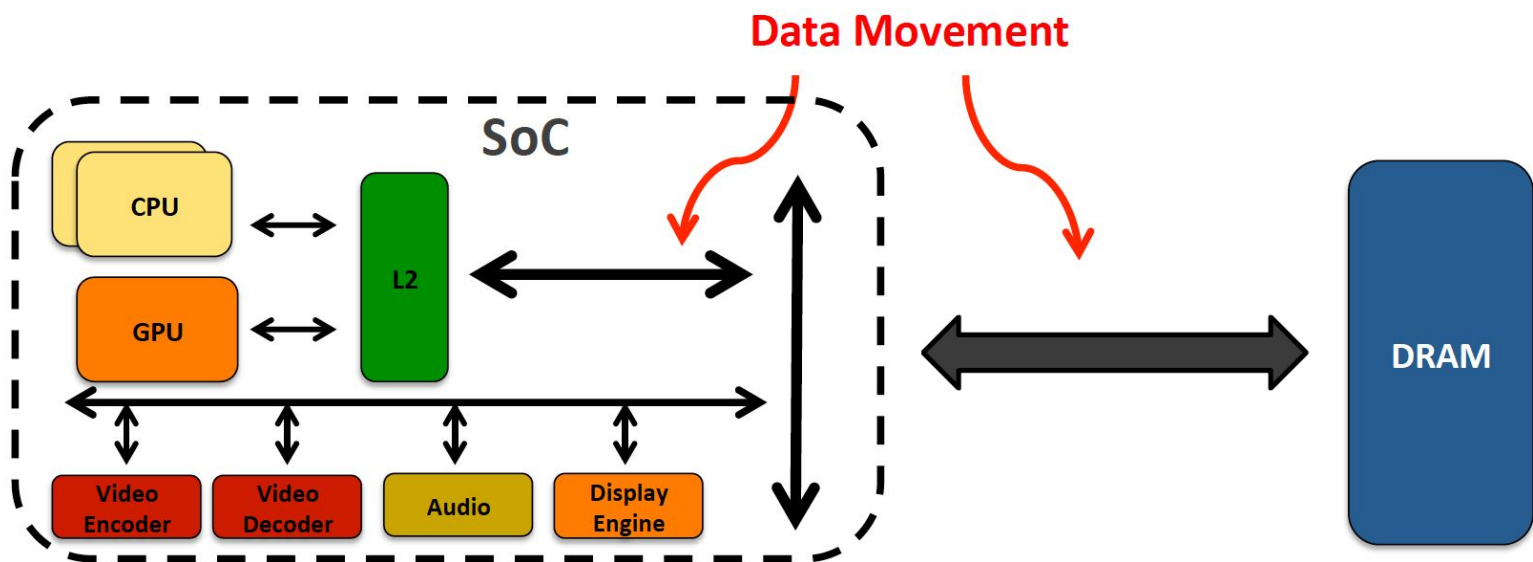 Data Movement
SoC
CPU
L2
GPU
DRAM
Video
Encoder
Video
Decoder
Audio
Display
Engine